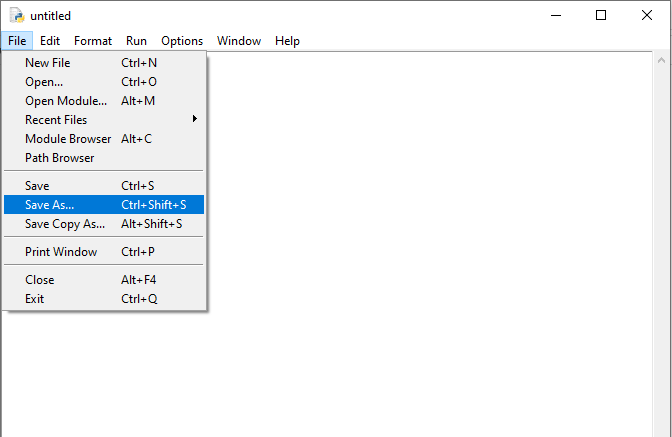 untitled
File Edit Format Run Options Window Help
New File Ctrl+N
Open... Ctrl+O
Open Module... Alt+M
Recent Files
Module Browser Alt+C
Path Browser
Save Ctrl+S
Save As... Ctrl+Shift+S
Save Copy As... Alt+Shift+S
Print Window Ctrl+P
Close Alt+F4
Exit Ctrl+Q